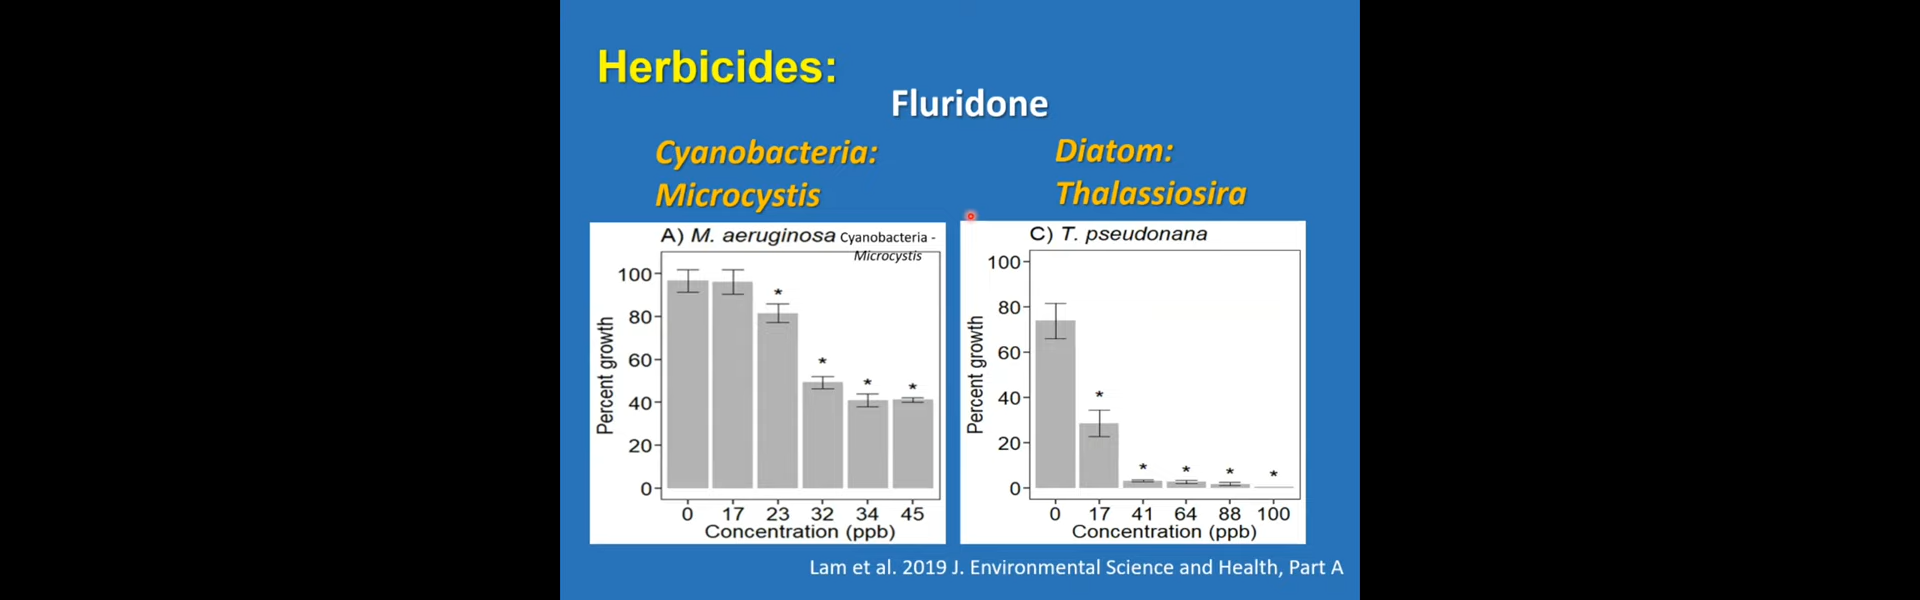 Herbicides:
Fluridone
Cyanobacteria:
Microcystis
Diatom:
Thalassiosira
A) M. aeruginosa Cyanobacteria -
Microcystis
100
80
60
40
20
0
Percent growth
* * * *
0 17 23 32 34 45
Concentration (ppb)
C) T. pseudonana
100
80
60
40
20
0
Percent growth
* * * * *
0 17 41 64 88 100
Concentration (ppb)
Lam et al. 2019 J. Environmental Science and Health, Part A